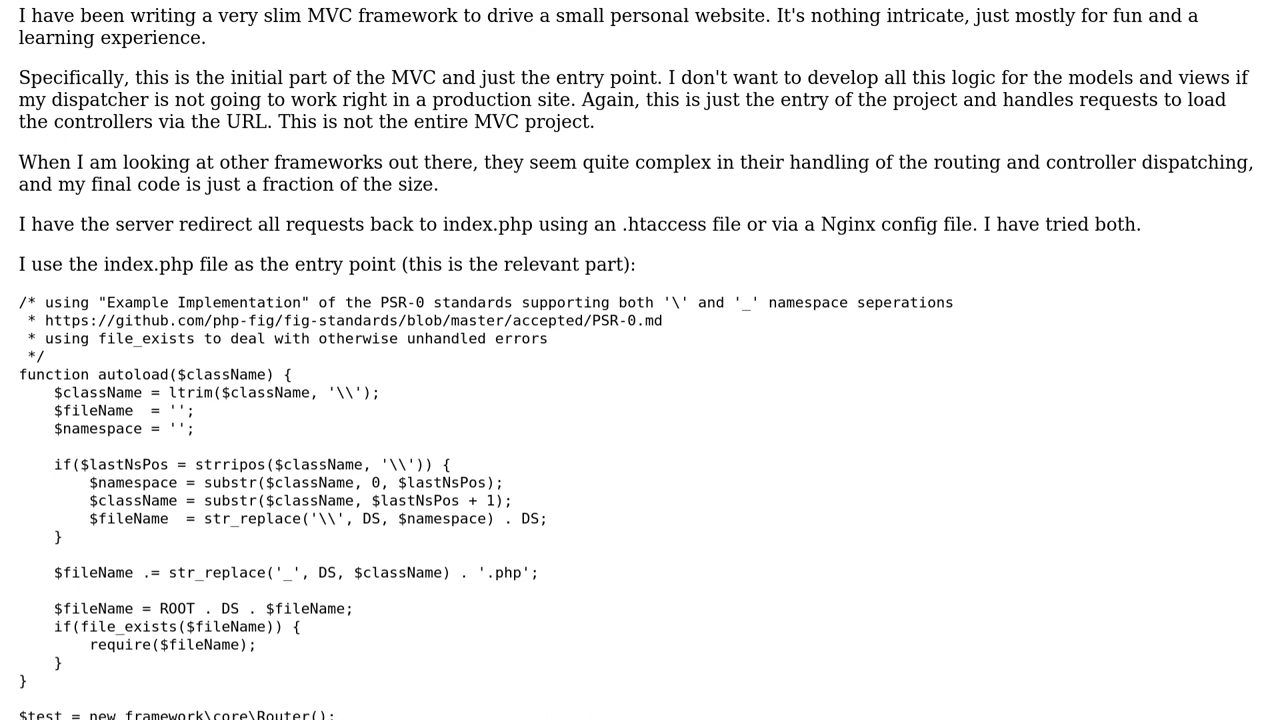 I have been writing a very slim MVC framework to drive a small personal website. It's nothing intricate, just mostly for fun and a
learning experience.
Specifically, this is the initial part of the MVC and just the entry point. I don't want to develop all this logic for the models and views if
my dispatcher is not going to work right in a production site. Again, this is just the entry of the project and handles requests to load
the controllers via the URL. This is not the entire MVC project.
When I am looking at other frameworks out there, they seem quite complex in their handling of the routing and controller dispatching,
and my final code is just a fraction of the size.
I have the server redirect all requests back to index.php using an .htaccess file or via a Nginx config file. I have tried both.
I use the index.php file as the entry point (this is the relevant part):
/* using "Example Implementation" of the PSR-0 standards supporting both '\' and '_' namespace seperations
 * https://github.com/php-fig/fig-standards/blob/master/accepted/PSR-0.md
 * using file_exists to deal with otherwise unhandled errors
 */
function autoload($className) {
    $className = ltrim($className, '\\');
    $fileName  = '';
    $namespace = '';
    if($lastNsPos = strripos($className, '\\')) {
        $namespace = substr($className, 0, $lastNsPos);
        $className = substr($className, $lastNsPos + 1);
        $fileName  = str_replace('\\', DS, $namespace) . DS;
    }
    $fileName .= str_replace('_', DS, $className) . '.php';
    $fileName = ROOT . DS . $fileName;
    if(file_exists($fileName)) {
        require($fileName);
    }
}
$test = new framework\core\Router();